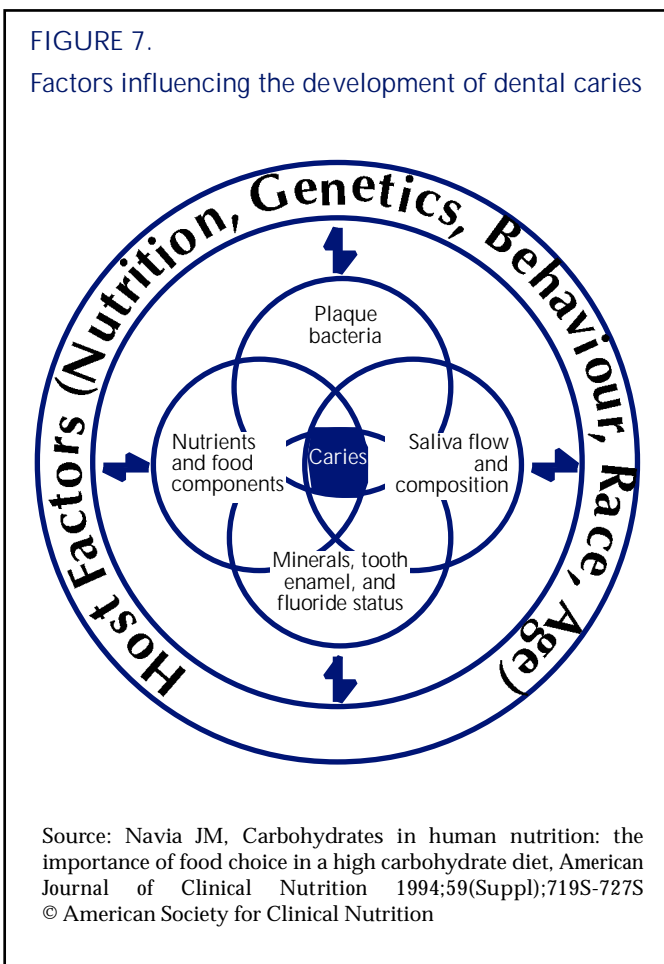 FIGURE 7.
Factors influencing the development of dental caries
Host Factors (Nutrition, Genetics, Behaviour, Race, Age)
Plaque
bacteria
Nutrients
and food
components
Caries
Saliva flow
and
composition
Minerals, tooth
enamel, and
fluoride status
Source: Navia JM, Carbohydrates in human nutrition: the
importance of food choice in a high carbohydrate diet, American
Journal of Clinical Nutrition 1994;59(Suppl);719S-727S
© American Society for Clinical Nutrition